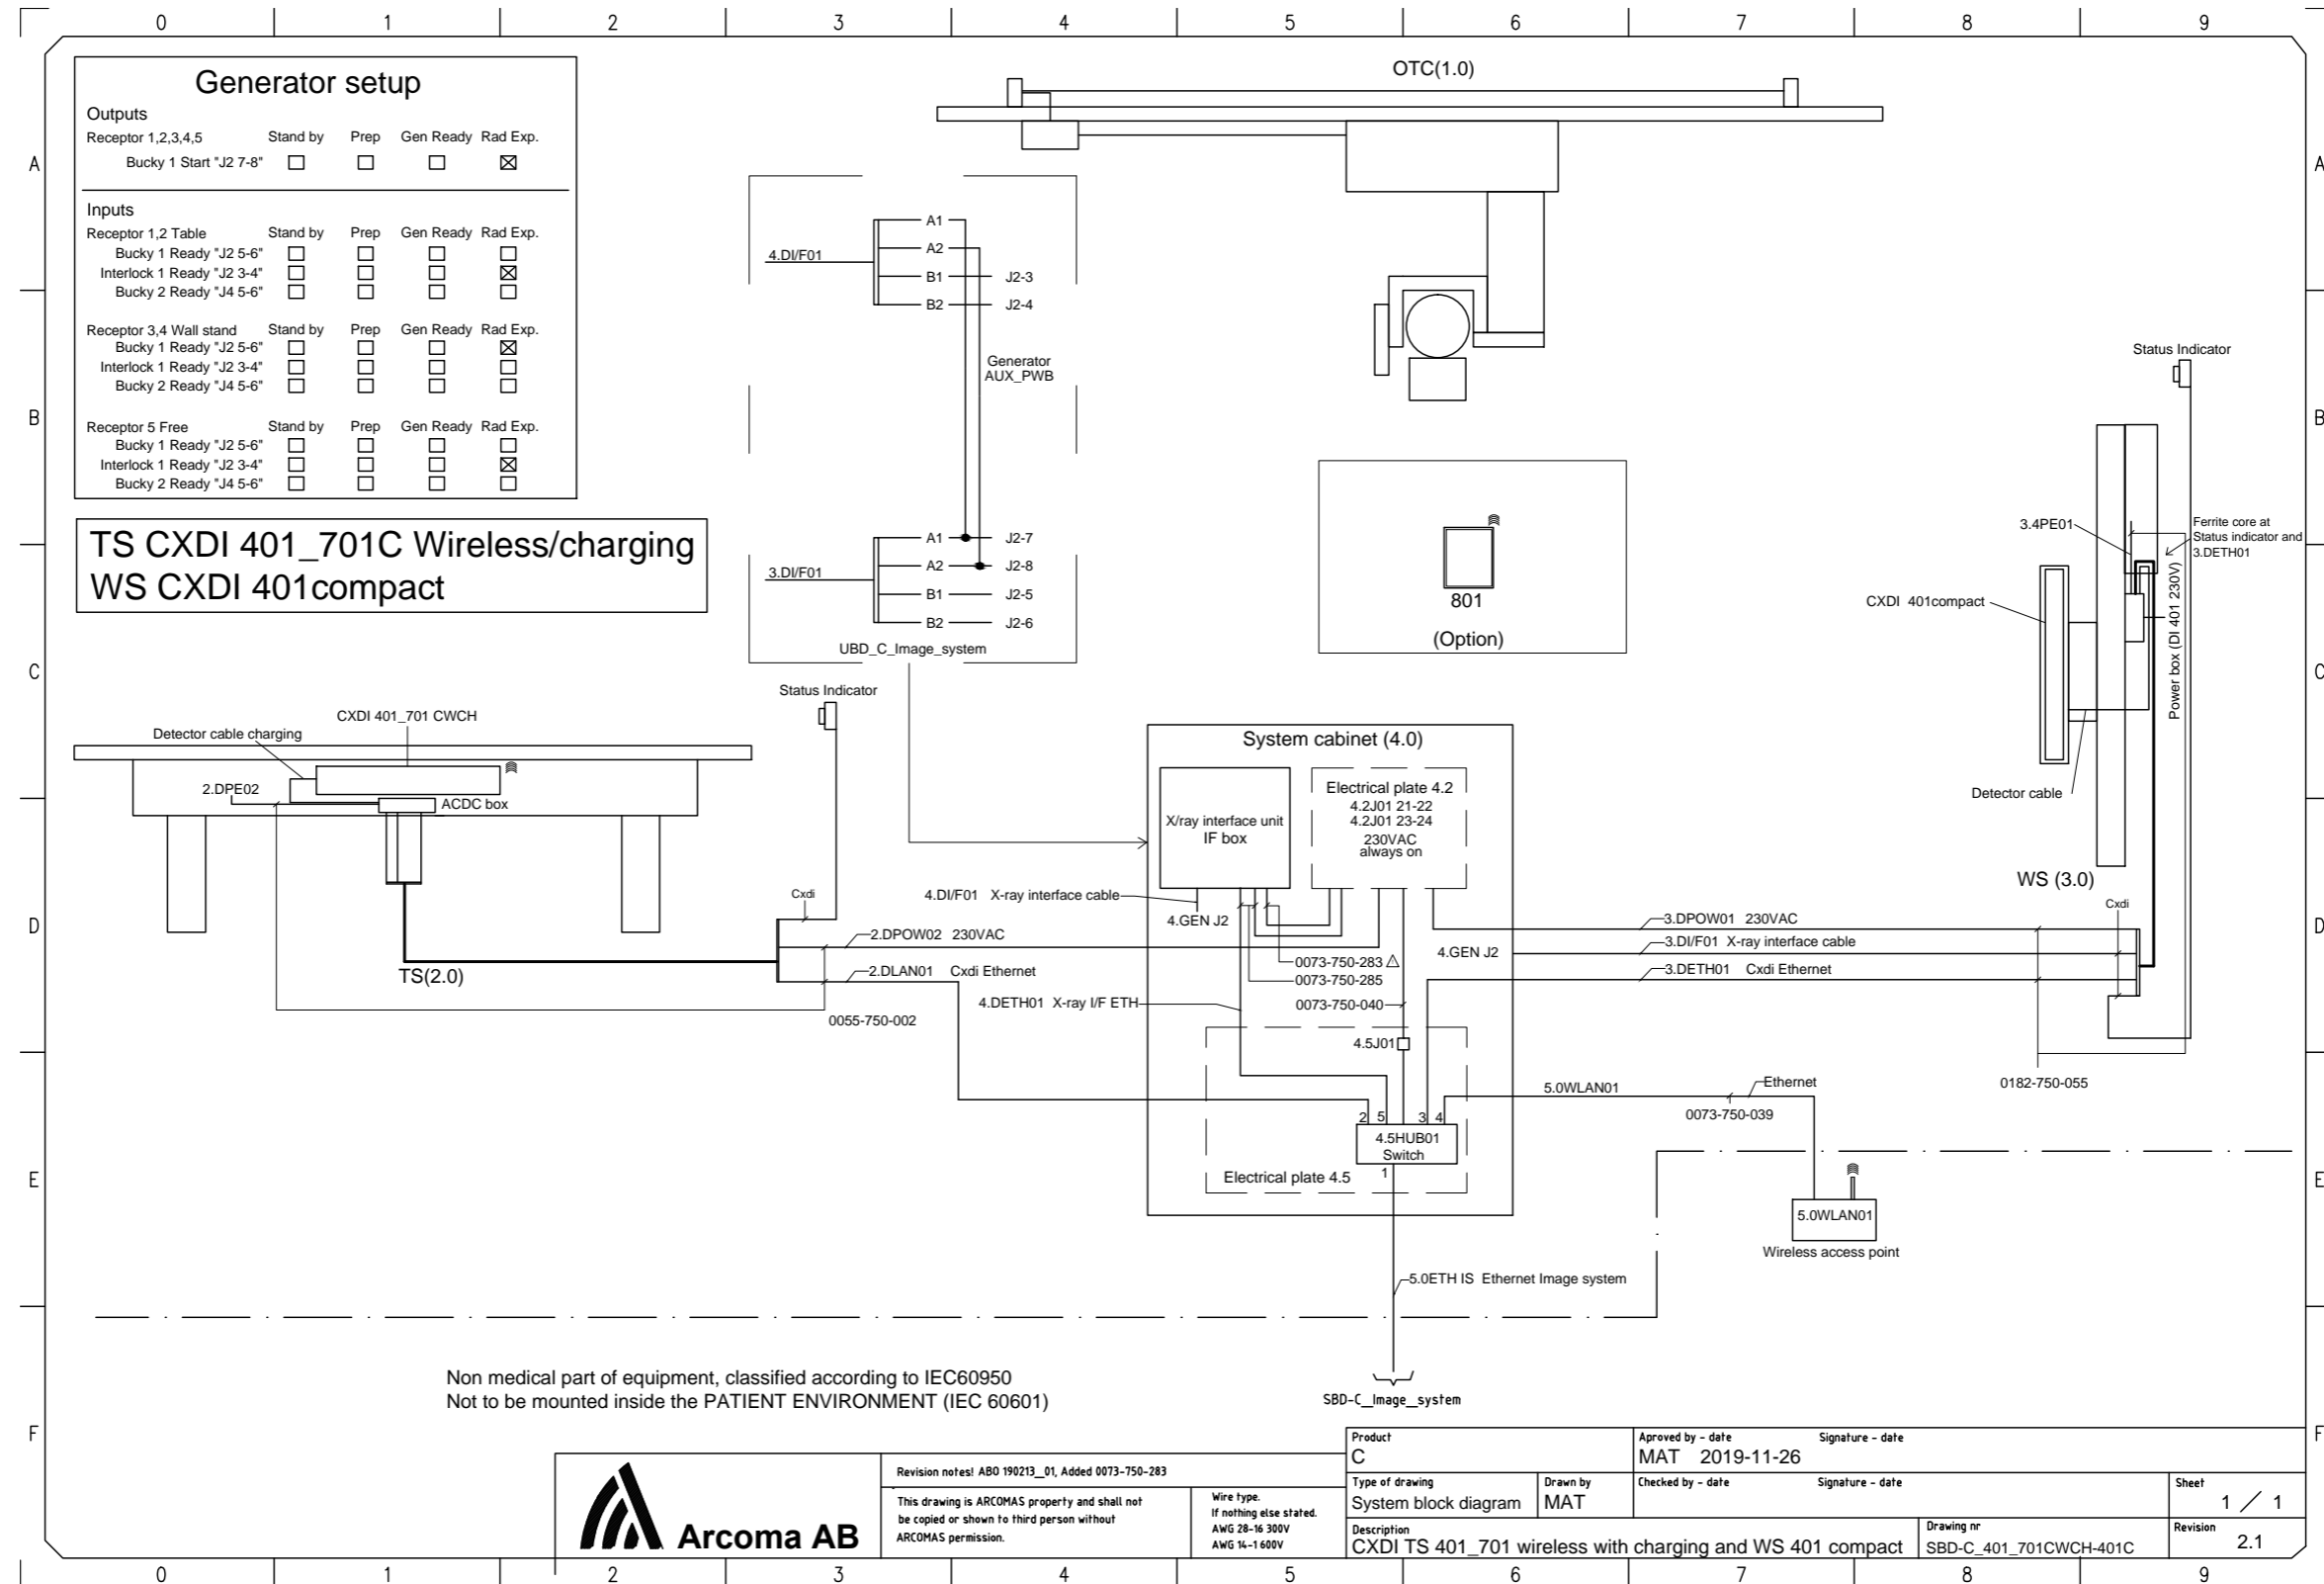 0 1 2 3 4 5 6 7 8 9
Generator setup
Outputs
Receptor 1,2,3,4,5 Stand by Prep Gen Ready Rad Exp.
Bucky 1 Start "J2 7-8"
Inputs
Receptor 1,2 Table Stand by Prep Gen Ready Rad Exp.
Bucky 1 Ready "J2 5-6"
Interlock 1 Ready "J2 3-4"
Bucky 2 Ready "J4 5-6"
Receptor 3,4 Wall stand Stand by Prep Gen Ready Rad Exp.
Bucky 1 Ready "J2 5-6"
Interlock 1 Ready "J2 3-4"
Bucky 2 Ready "J4 5-6"
Receptor 5 Free Stand by Prep Gen Ready Rad Exp.
Bucky 1 Ready "J2 5-6"
Interlock 1 Ready "J2 3-4"
Bucky 2 Ready "J4 5-6"
TS CXDI 401_701C Wireless/charging
WS CXDI 401compact
A
B
C
D
E
F
A
B
C
D
E
F
4.DI/F01
A1
A2
B1 J2-3
B2 J2-4
Generator
AUX_PWB
3.DI/F01
A1 J2-7
A2 J2-8
B1 J2-5
B2 J2-6
UBD_C_Image_system
OTC(1.0)
801
(Option)
Status Indicator
3.4PE01
Ferrite core at
Status indicator and
3.DETH01
Power box (DI 401 230V)
CXDI 401compact
Detector cable
WS (3.0)
Cxdi
Status Indicator
CXDI 401_701 CWCH
Detector cable charging
2.DPE02
ACDC box
TS(2.0)
Cxdi
2.DPOW02 230VAC
2.DLAN01 Cxdi Ethernet
0055-750-002
System cabinet (4.0)
X/ray interface unit
IF box
Electrical plate 4.2
4.2J01 21-22
4.2J01 23-24
230VAC
always on
4.DI/F01 X-ray interface cable
4.GEN J2
0073-750-283
0073-750-285
4.DETH01 X-ray I/F ETH
0073-750-040
4.5J01
4.GEN J2
3.DPOW01 230VAC
3.DI/F01 X-ray interface cable
3.DETH01 Cxdi Ethernet
0182-750-055
2 5 3 4
4.5HUB01
Switch
1
Electrical plate 4.5
5.0WLAN01
Ethernet
0073-750-039
5.0WLAN01
Wireless access point
5.0ETH IS Ethernet Image system
SBD-C_Image_system
Non medical part of equipment, classified according to IEC60950
Not to be mounted inside the PATIENT ENVIRONMENT (IEC 60601)
Arcoma AB
Revision notes! ABO 190213_01, Added 0073-750-283
This drawing is ARCOMAS property and shall not
be copied or shown to third person without
ARCOMAS permission.
Wire type.
If nothing else stated.
AWG 28-16 300V
AWG 14-1 600V
Product
C
Aproved by - date Signature - date
MAT 2019-11-26
Type of drawing
System block diagram
Drawn by
MAT
Checked by - date Signature - date
Sheet
1 / 1
Description
CXDI TS 401_701 wireless with charging and WS 401 compact
Drawing nr
SBD-C_401_701CWCH-401C
Revision
2.1
0 1 2 3 4 5 6 7 8 9